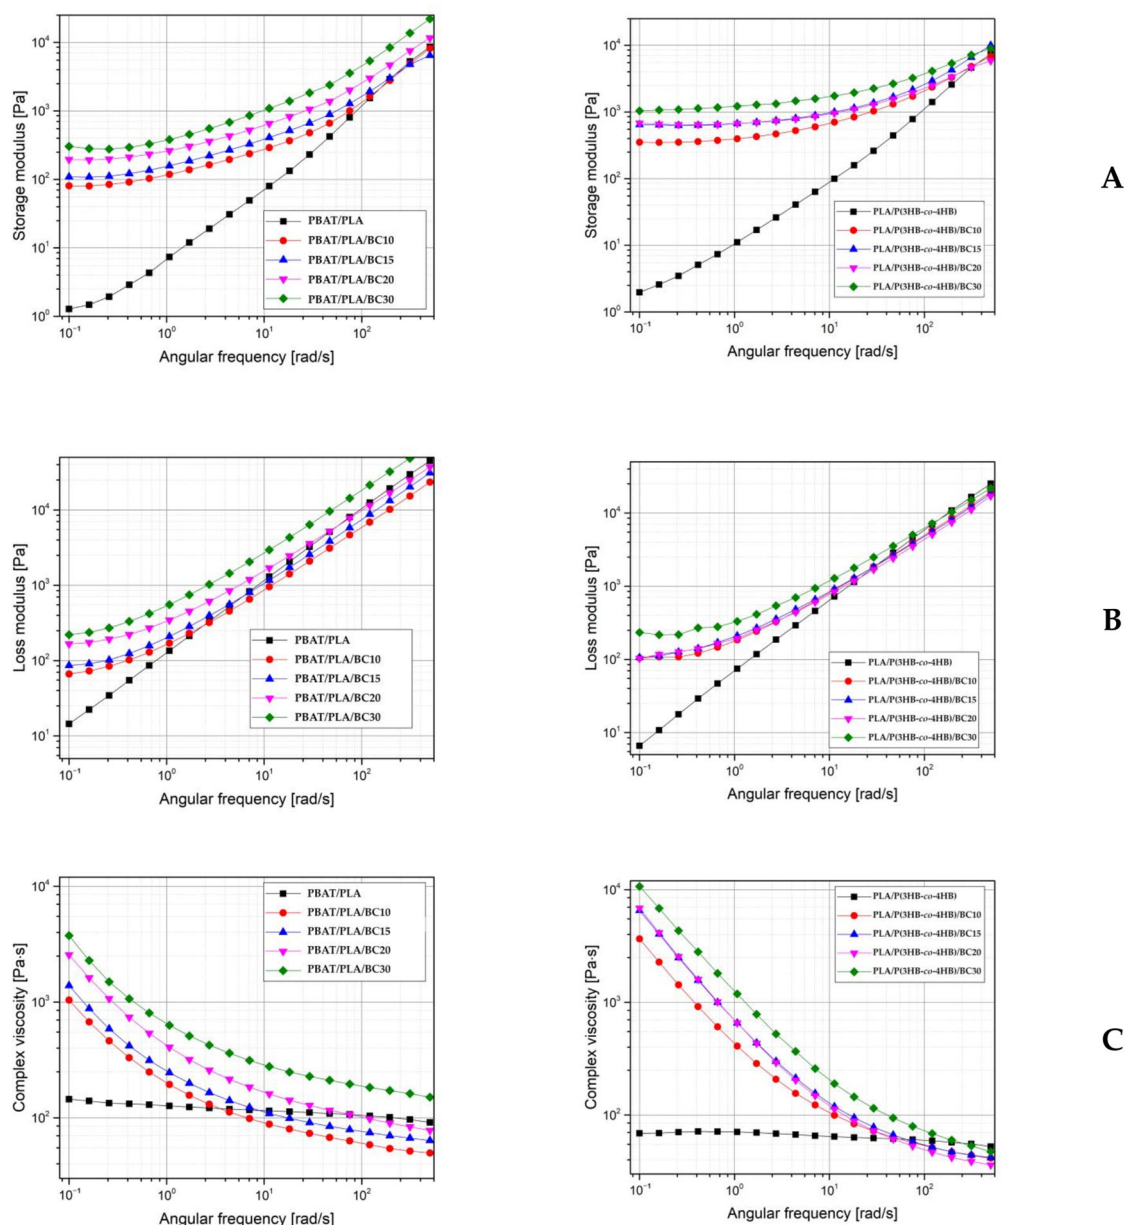 10⁴
10³
10²
10¹
10⁰
Storage modulus [Pa]
PBAT/PLA
PBAT/PLA/BC10
PBAT/PLA/BC15
PBAT/PLA/BC20
PBAT/PLA/BC30
10⁻¹ 10⁰ 10¹ 10²
Angular frequency [rad/s]
10⁴
10³
10²
10¹
10⁰
Storage modulus [Pa]
PLA/P(3HB-co-4HB)
PLA/P(3HB-co-4HB)/BC10
PLA/P(3HB-co-4HB)/BC15
PLA/P(3HB-co-4HB)/BC20
PLA/P(3HB-co-4HB)/BC30
10⁻¹ 10⁰ 10¹ 10²
Angular frequency [rad/s]
A
10⁴
10³
10²
10¹
Loss modulus [Pa]
PBAT/PLA
PBAT/PLA/BC10
PBAT/PLA/BC15
PBAT/PLA/BC20
PBAT/PLA/BC30
10⁻¹ 10⁰ 10¹ 10²
Angular frequency [rad/s]
10⁴
10³
10²
10¹
Loss modulus [Pa]
PLA/P(3HB-co-4HB)
PLA/P(3HB-co-4HB)/BC10
PLA/P(3HB-co-4HB)/BC15
PLA/P(3HB-co-4HB)/BC20
PLA/P(3HB-co-4HB)/BC30
10⁻¹ 10⁰ 10¹ 10²
Angular frequency [rad/s]
B
10⁴
10³
10²
Complex viscosity [Pa·s]
PBAT/PLA
PBAT/PLA/BC10
PBAT/PLA/BC15
PBAT/PLA/BC20
PBAT/PLA/BC30
10⁻¹ 10⁰ 10¹ 10²
Angular frequency [rad/s]
10⁴
10³
10²
Complex viscosity [Pa·s]
PLA/P(3HB-co-4HB)
PLA/P(3HB-co-4HB)/BC10
PLA/P(3HB-co-4HB)/BC15
PLA/P(3HB-co-4HB)/BC20
PLA/P(3HB-co-4HB)/BC30
10⁻¹ 10⁰ 10¹ 10²
Angular frequency [rad/s]
C